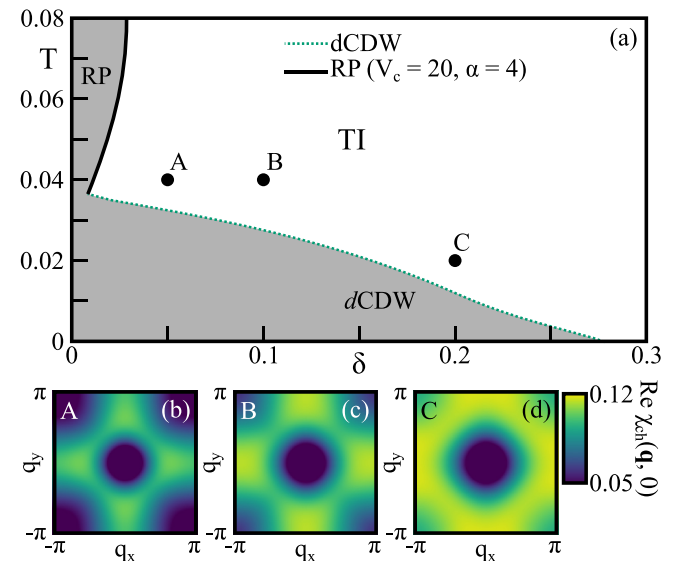 0.08
T
0.06
0.04
0.02
0
(a)
dCDW
RP (V_c = 20, α = 4)
RP
TI
A
B
C
dCDW
0
0.1
0.2
0.3
δ
A (b)
B (c)
C (d)
π
q_y
-π
-π q_x π
π
q_y
-π
-π q_x π
π
q_y
-π
-π q_x π
0.12
0.05
Re χ_ch(q, 0)